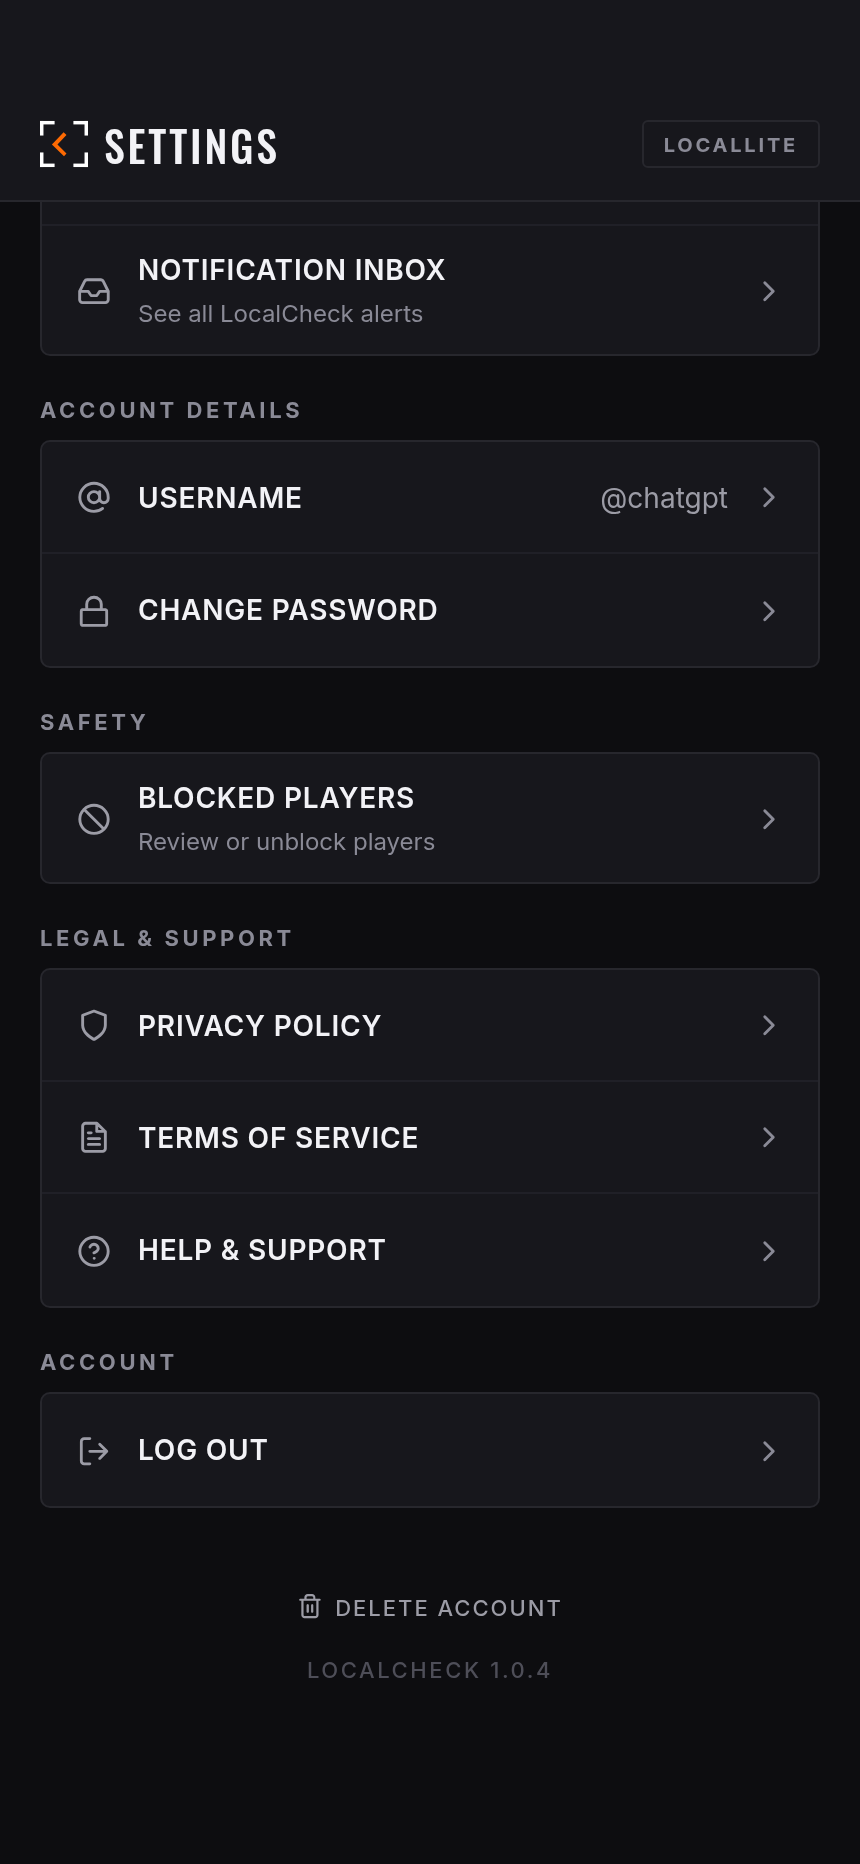 SETTINGS
LOCALLITE
NOTIFICATION INBOX
See all LocalCheck alerts
ACCOUNT DETAILS
USERNAME
@chatgpt
CHANGE PASSWORD
SAFETY
BLOCKED PLAYERS
Review or unblock players
LEGAL & SUPPORT
PRIVACY POLICY
TERMS OF SERVICE
HELP & SUPPORT
ACCOUNT
LOG OUT
DELETE ACCOUNT
LOCALCHECK 1.0.4